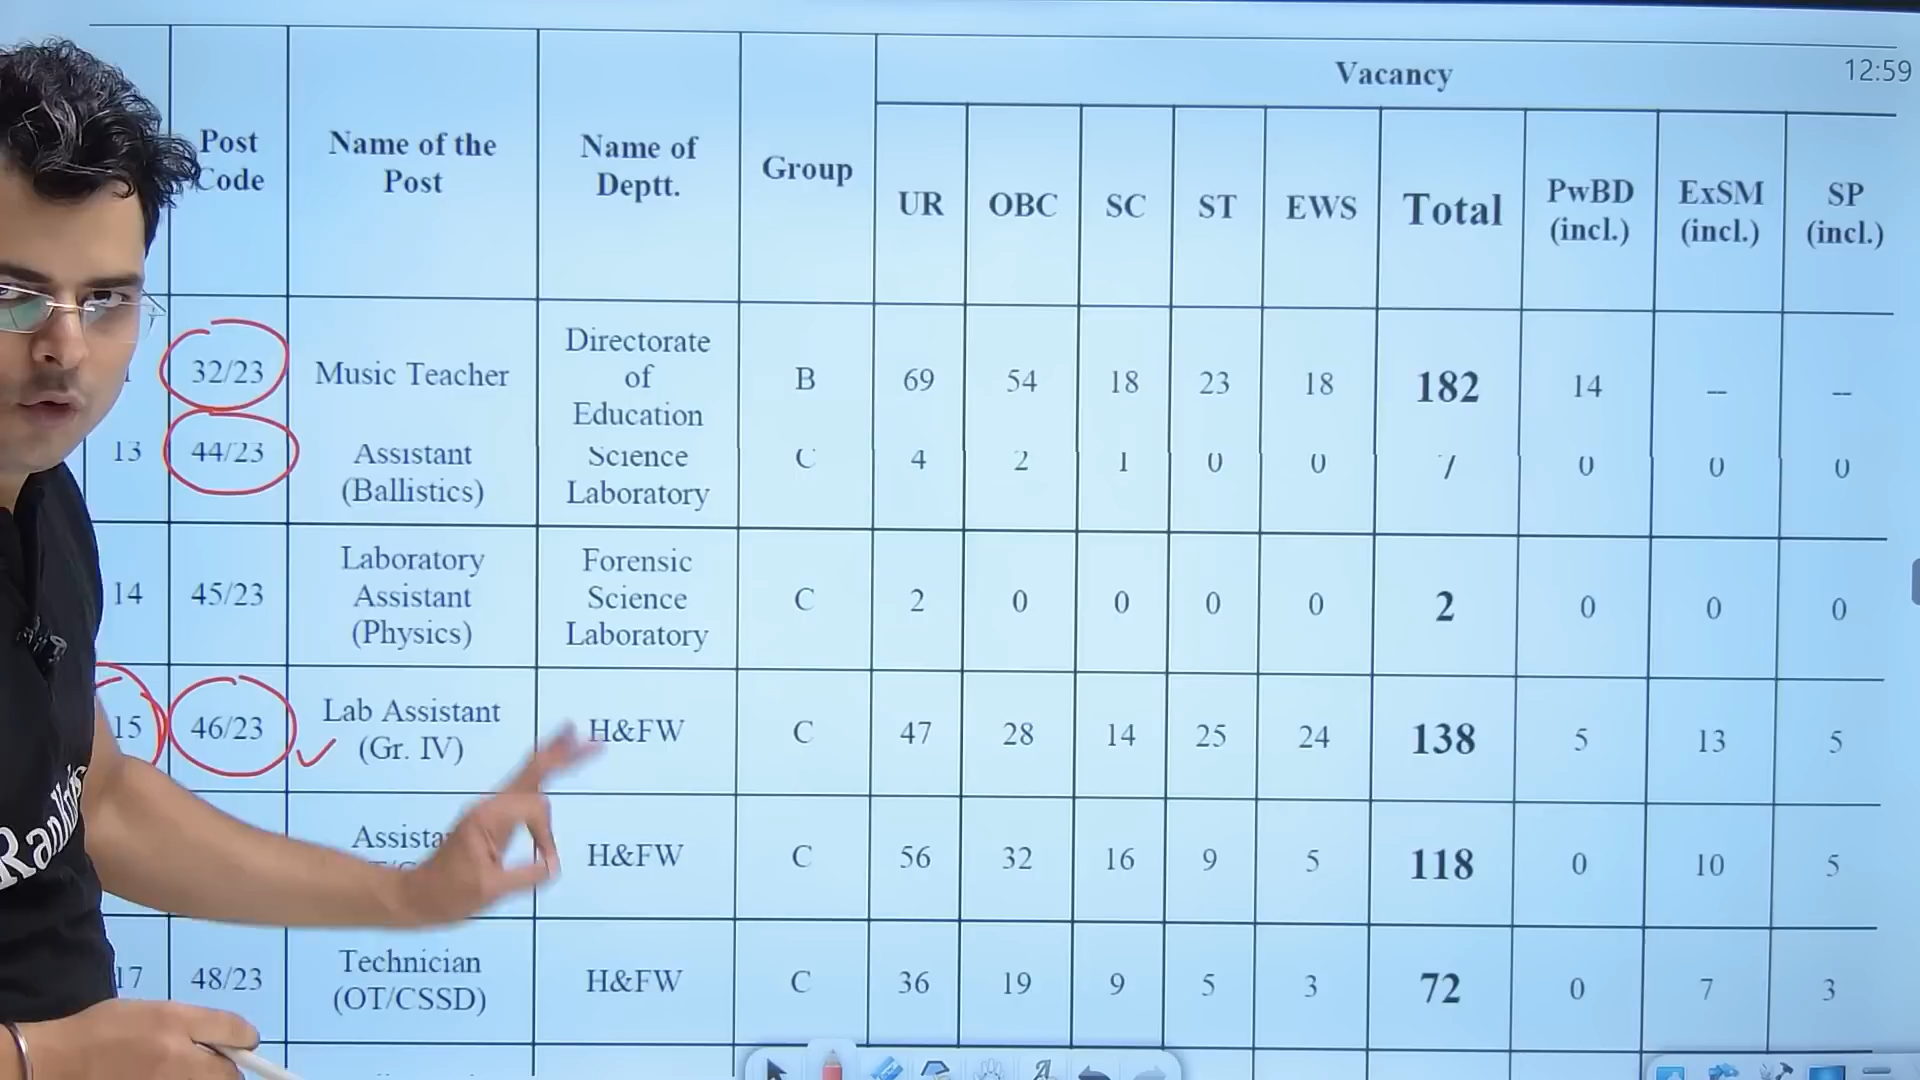 12:59
Vacancy
Post Code
Name of the Post
Name of Deptt.
Group
UR OBC SC ST EWS Total PwBD (incl.) ExSM (incl.) SP (incl.)
32/23 Music Teacher Directorate of Education B 69 54 18 23 18 182 14 -- --
13 44/23 Assistant (Ballistics) Science Laboratory C 4 2 1 0 0 7 0 0 0
14 45/23 Laboratory Assistant (Physics) Forensic Science Laboratory C 2 0 0 0 0 2 0 0 0
15 46/23 Lab Assistant (Gr. IV) H&FW C 47 28 14 25 24 138 5 13 5
H&FW C 56 32 16 9 5 118 0 10 5
17 48/23 Technician (OT/CSSD) H&FW C 36 19 9 5 3 72 0 7 3